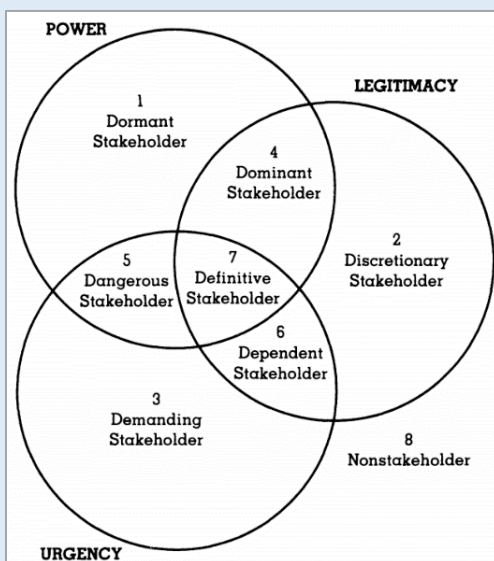 POWER
LEGITIMACY
1
Dormant
Stakeholder
4
Dominant
Stakeholder
2
Discretionary
Stakeholder
5
Dangerous
Stakeholder
7
Definitive
Stakeholder
6
Dependent
Stakeholder
3
Demanding
Stakeholder
8
Nonstakeholder
URGENCY